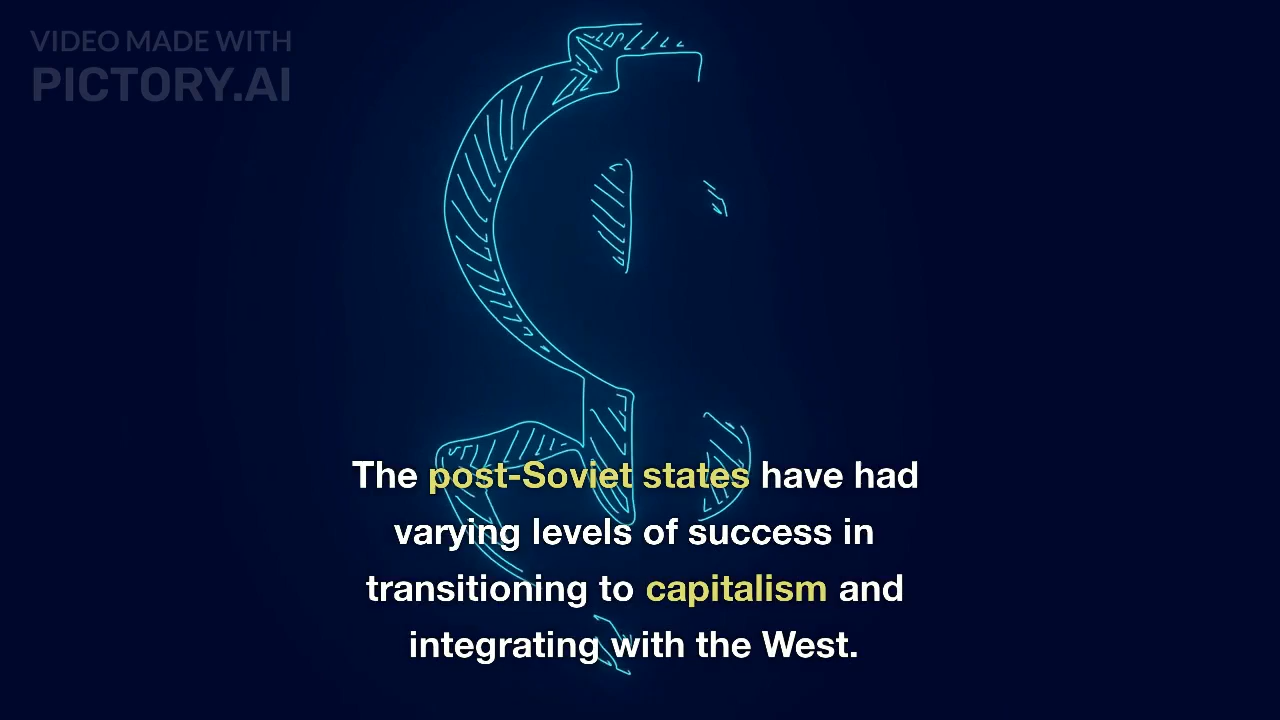 VIDEO MADE WITH
PICTORY.AI
The post-Soviet states have had
varying levels of success in
transitioning to capitalism and
integrating with the West.